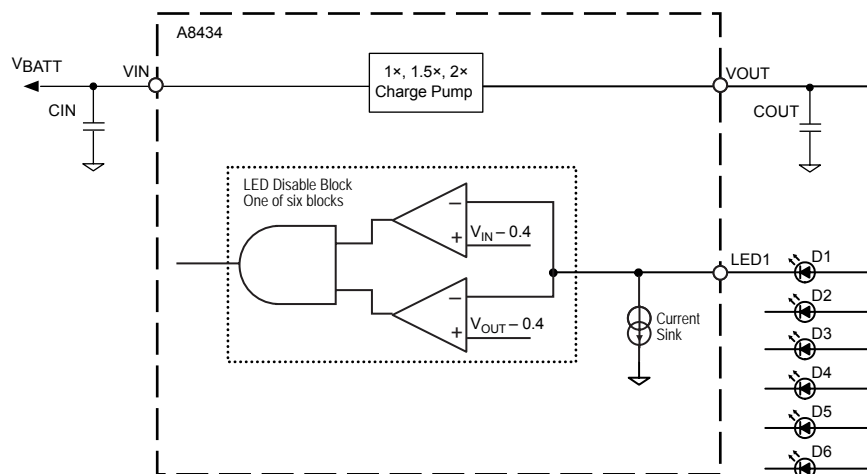 A8434
VBATT
VIN
1×, 1.5×, 2×
Charge Pump
VOUT
CIN
COUT
LED Disable Block
One of six blocks
−
+
VIN – 0.4
−
+
VOUT – 0.4
LED1
Current
Sink
D1
D2
D3
D4
D5
D6